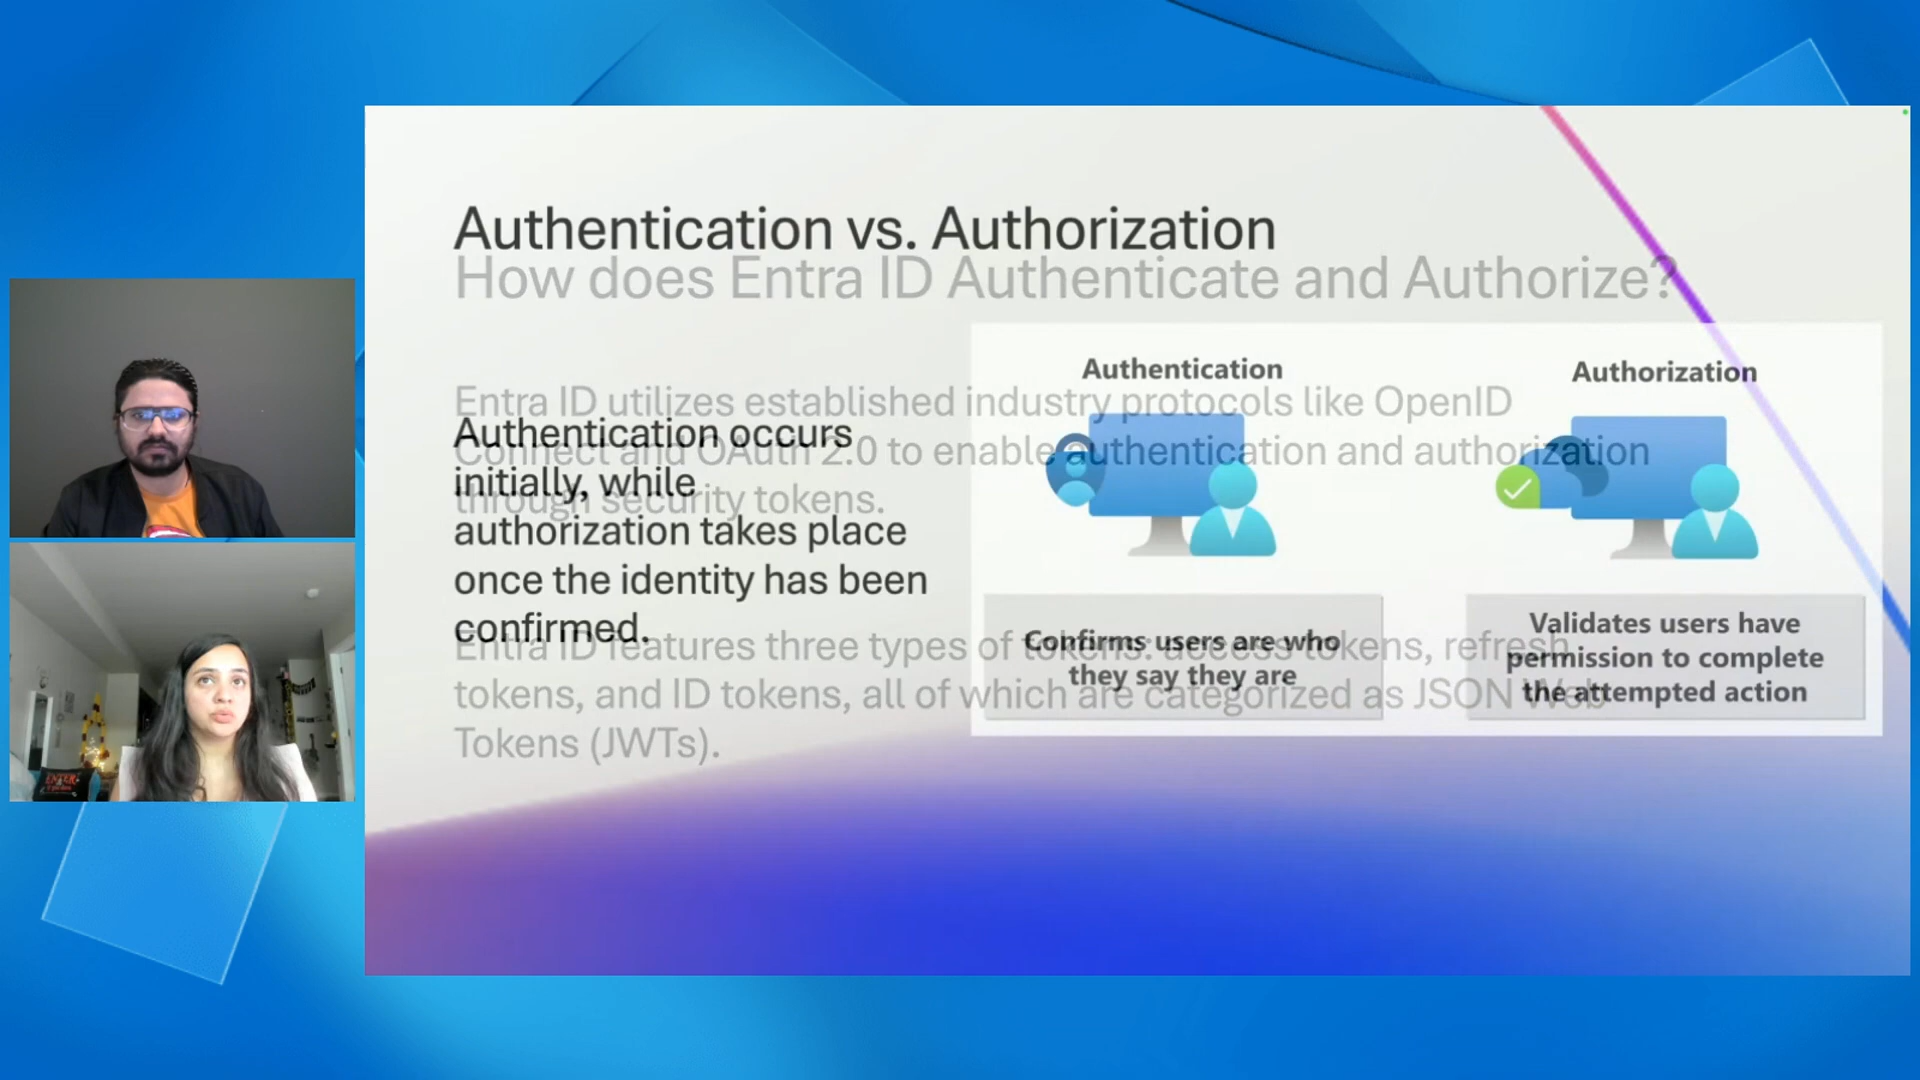 Authentication vs. Authorization
How does Entra ID Authenticate and Authorize?
Authentication occurs
initially, while
authorization takes place
once the identity has been
confirmed.
Entra ID utilizes established industry protocols like OpenID
Connect and OAuth 2.0 to enable authentication and authorization
through security tokens.
Entra ID features three types of tokens: access tokens, refresh
tokens, and ID tokens, all of which are categorized as JSON Web
Tokens (JWTs).
Authentication
Confirms users are who
they say they are
Authorization
Validates users have
permission to complete
the attempted action
ENTER